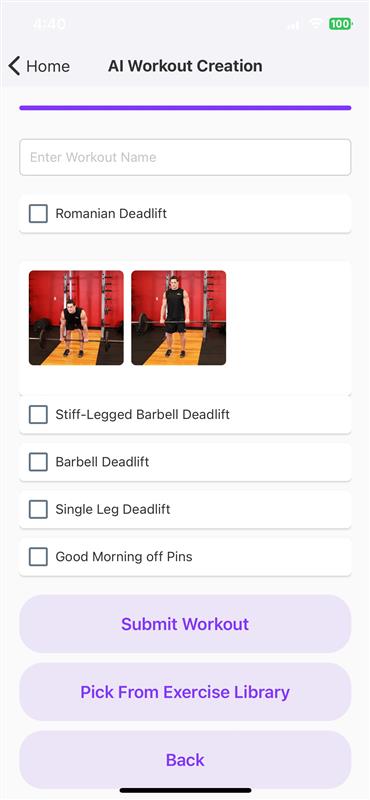 4:40
100
Home
AI Workout Creation
Enter Workout Name
Romanian Deadlift
Stiff-Legged Barbell Deadlift
Barbell Deadlift
Single Leg Deadlift
Good Morning off Pins
Submit Workout
Pick From Exercise Library
Back